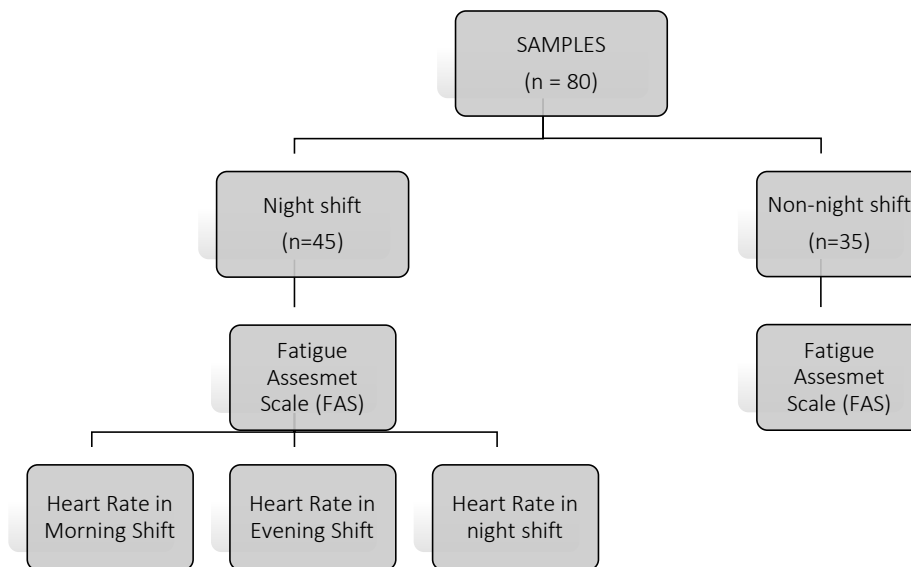 SAMPLES
(n = 80)
Night shift
(n=45)
Non-night shift
(n=35)
Fatigue
Assesmet
Scale (FAS)
Fatigue
Assesmet
Scale (FAS)
Heart Rate in
Morning Shift
Heart Rate in
Evening Shift
Heart Rate in
night shift